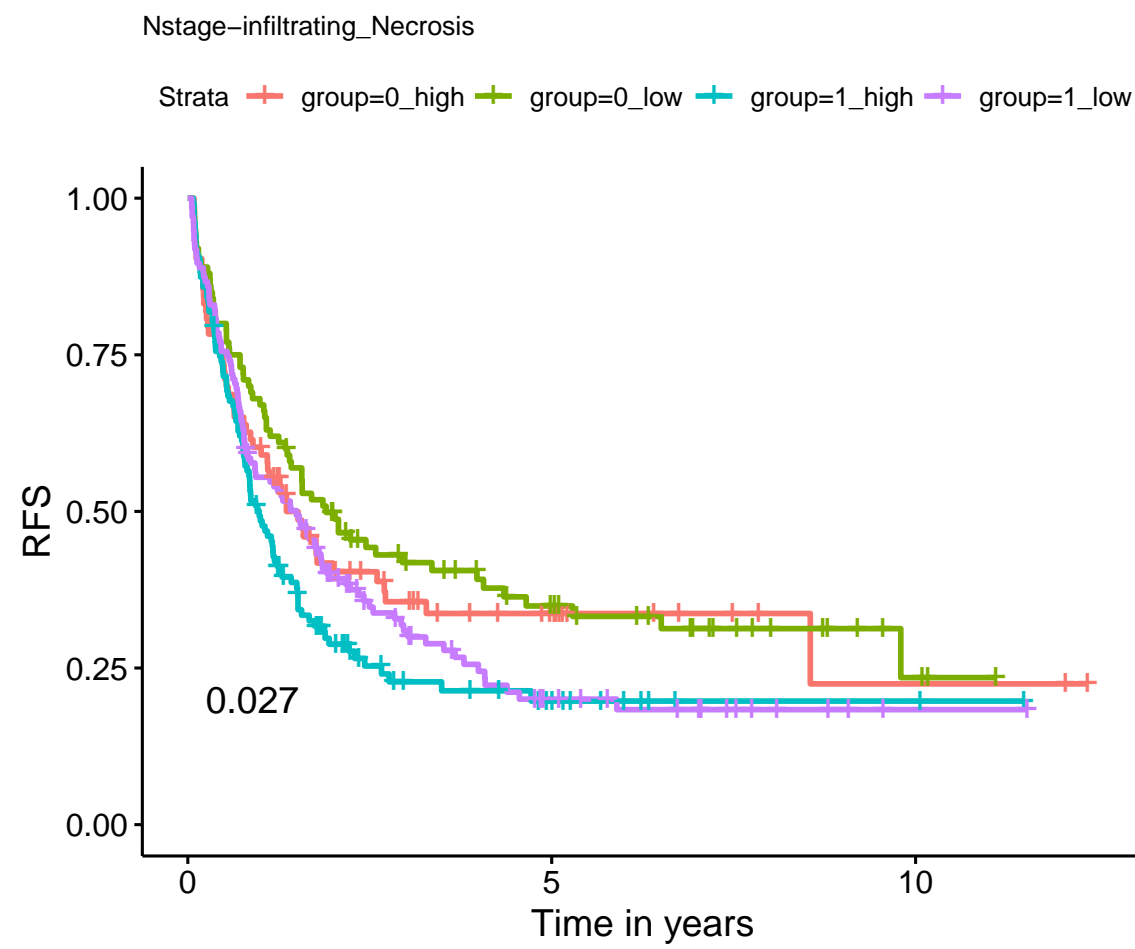 Nstage−infiltrating_Necrosis
Strata group=0_high group=0_low group=1_high group=1_low
1.00
0.75
0.50
0.25
0.00
RFS
0.027
0 5 10
Time in years